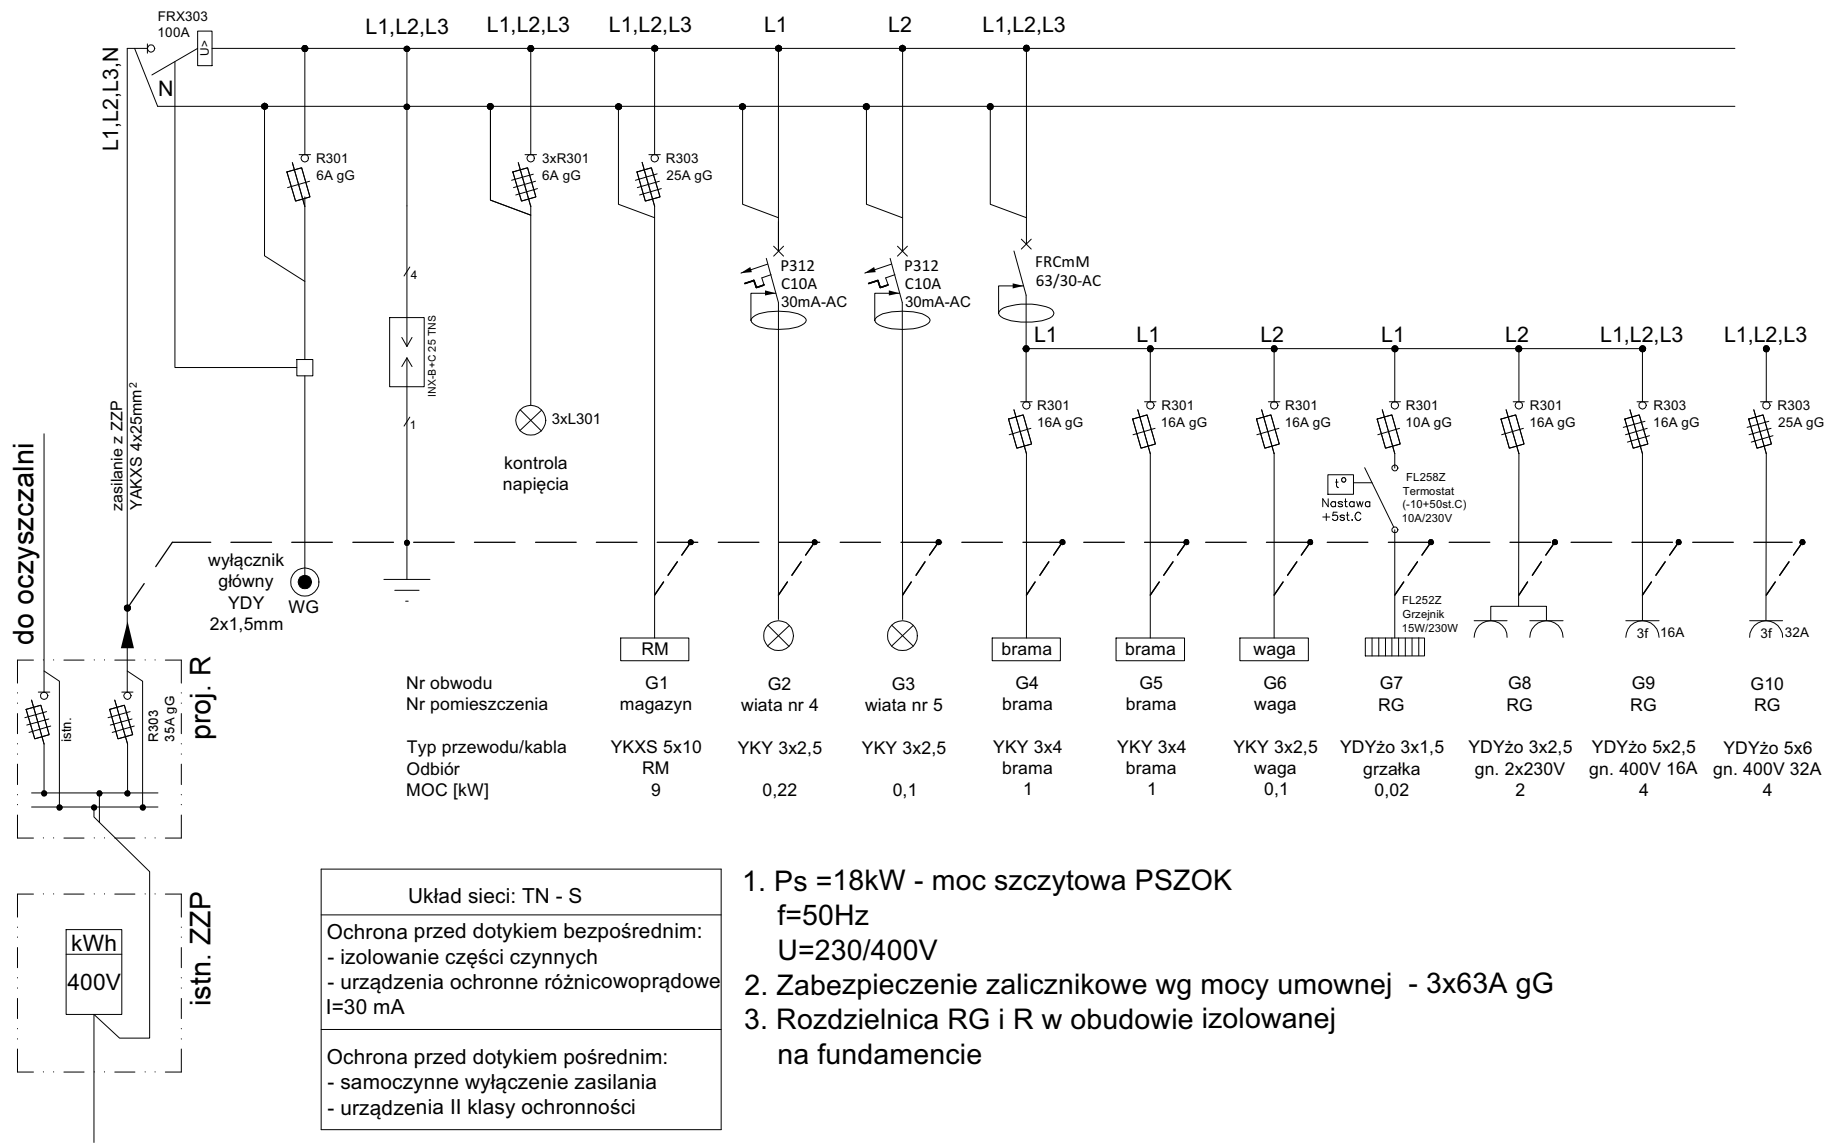 FRX303
100A
U>
L1,L2,L3
L1,L2,L3
L1,L2,L3
L1
L2
L1,L2,L3
L1,L2,L3,N
N
R301
6A gG
3xR301
6A gG
R303
25A gG
4
INX-B+C 25 TNS
1
P312
C10A
30mA-AC
P312
C10A
30mA-AC
FRCmM
63/30-AC
L1
L1
L2
L1
L2
L1,L2,L3
L1,L2,L3
3xL301
kontrola
napięcia
R301
16A gG
R301
16A gG
R301
16A gG
R301
10A gG
R301
16A gG
R303
16A gG
R303
25A gG
t°
Nastawa
+5st.C
FL258Z
Termostat
(-10+50st.C)
10A/230V
zasilanie z ZZP
YAKXS 4x25mm²
do oczyszczalni
wyłącznik
główny
YDY
2x1,5mm
WG
FL252Z
Grzejnik
15W/230W
RM
brama
brama
waga
3f 16A
3f 32A
istn.
R303
35A gG
proj. R
Nr obwodu G1 G2 G3 G4 G5 G6 G7 G8 G9 G10
Nr pomieszczenia magazyn wiata nr 4 wiata nr 5 brama brama waga RG RG RG RG
Typ przewodu/kabla YKXS 5x10 YKY 3x2,5 YKY 3x2,5 YKY 3x4 YKY 3x4 YKY 3x2,5 YDYżo 3x1,5 YDYżo 3x2,5 YDYżo 5x2,5 YDYżo 5x6
Odbiór RM brama brama waga grzałka gn. 2x230V gn. 400V 16A gn. 400V 32A
MOC [kW] 9 0,22 0,1 1 1 0,1 0,02 2 4 4
kWh
400V
istn. ZZP
Układ sieci: TN - S
Ochrona przed dotykiem bezpośrednim:
- izolowanie części czynnych
- urządzenia ochronne różnicowoprądowe
I=30 mA
Ochrona przed dotykiem pośrednim:
- samoczynne wyłączenie zasilania
- urządzenia II klasy ochronności
1. Ps =18kW - moc szczytowa PSZOK
f=50Hz
U=230/400V
2. Zabezpieczenie zalicznikowe wg mocy umownej - 3x63A gG
3. Rozdzielnica RG i R w obudowie izolowanej
na fundamencie